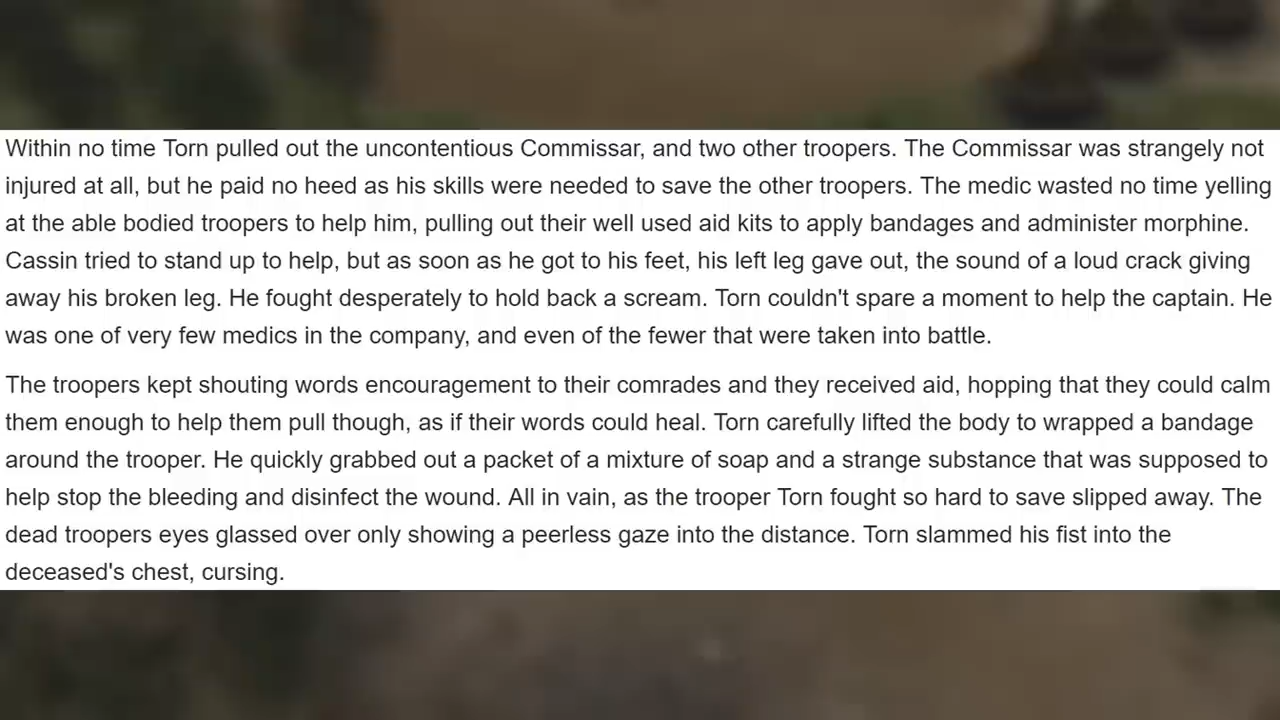 Within no time Torn pulled out the uncontentious Commissar, and two other troopers. The Commissar was strangely not
injured at all, but he paid no heed as his skills were needed to save the other troopers. The medic wasted no time yelling
at the able bodied troopers to help him, pulling out their well used aid kits to apply bandages and administer morphine.
Cassin tried to stand up to help, but as soon as he got to his feet, his left leg gave out, the sound of a loud crack giving
away his broken leg. He fought desperately to hold back a scream. Torn couldn't spare a moment to help the captain. He
was one of very few medics in the company, and even of the fewer that were taken into battle.
The troopers kept shouting words encouragement to their comrades and they received aid, hopping that they could calm
them enough to help them pull though, as if their words could heal. Torn carefully lifted the body to wrapped a bandage
around the trooper. He quickly grabbed out a packet of a mixture of soap and a strange substance that was supposed to
help stop the bleeding and disinfect the wound. All in vain, as the trooper Torn fought so hard to save slipped away. The
dead troopers eyes glassed over only showing a peerless gaze into the distance. Torn slammed his fist into the
deceased's chest, cursing.